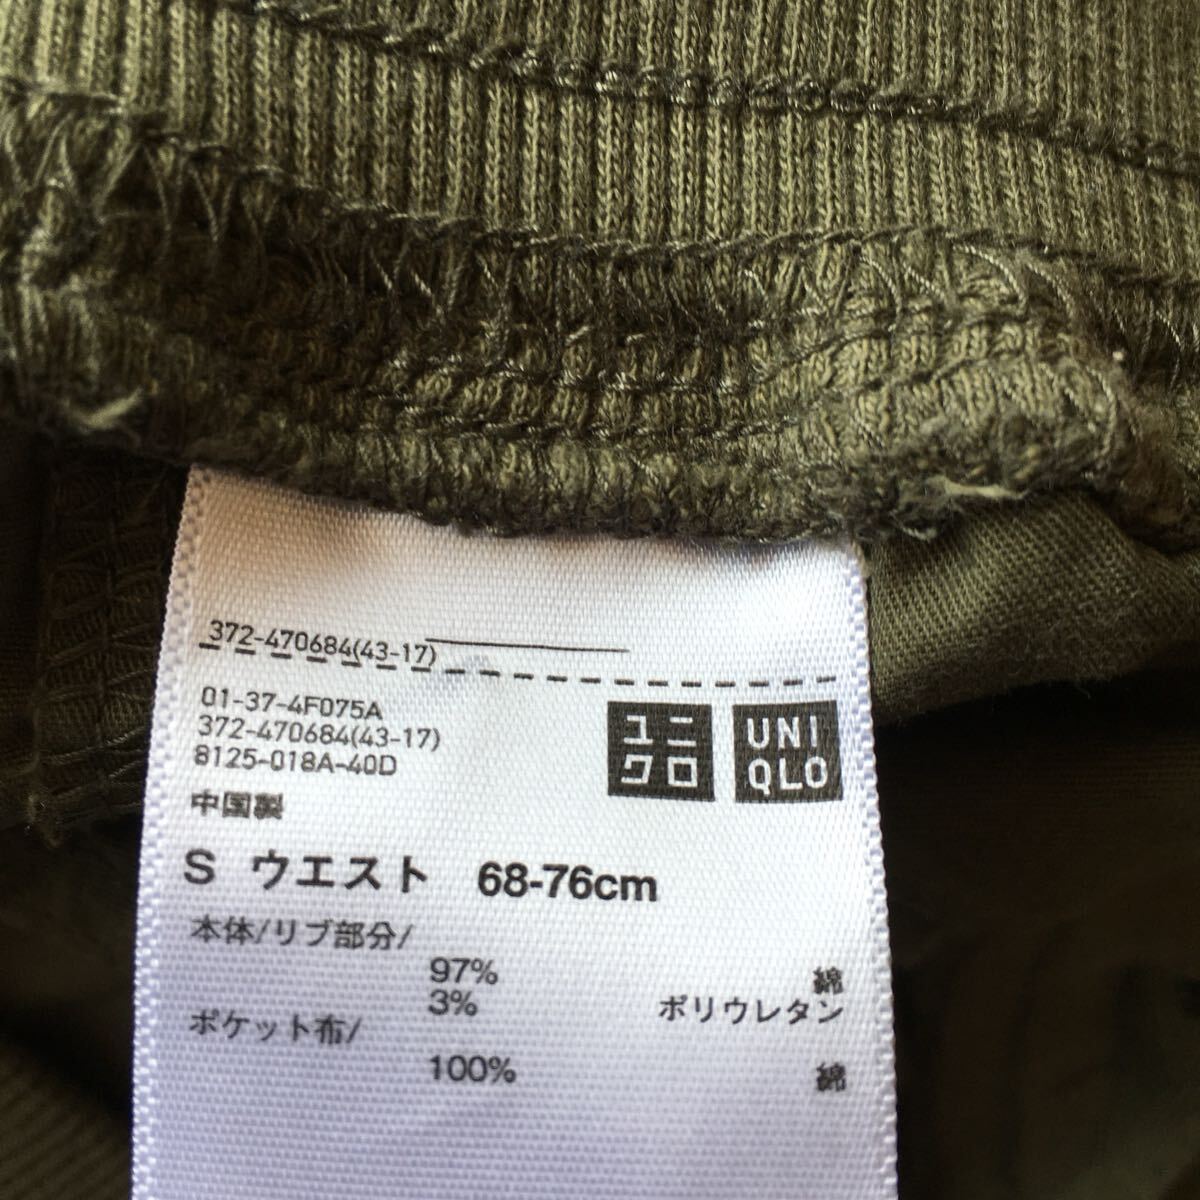 372-470684(43-17)
01-37-4F075A
372-470684(43-17)
8125-018A-40D
ユニ
クロ
UNI
QLO
中国製
S ウエスト 68-76cm
本体/リブ部分/
97% 綿
3% ポリウレタン
ポケット布/
100% 綿